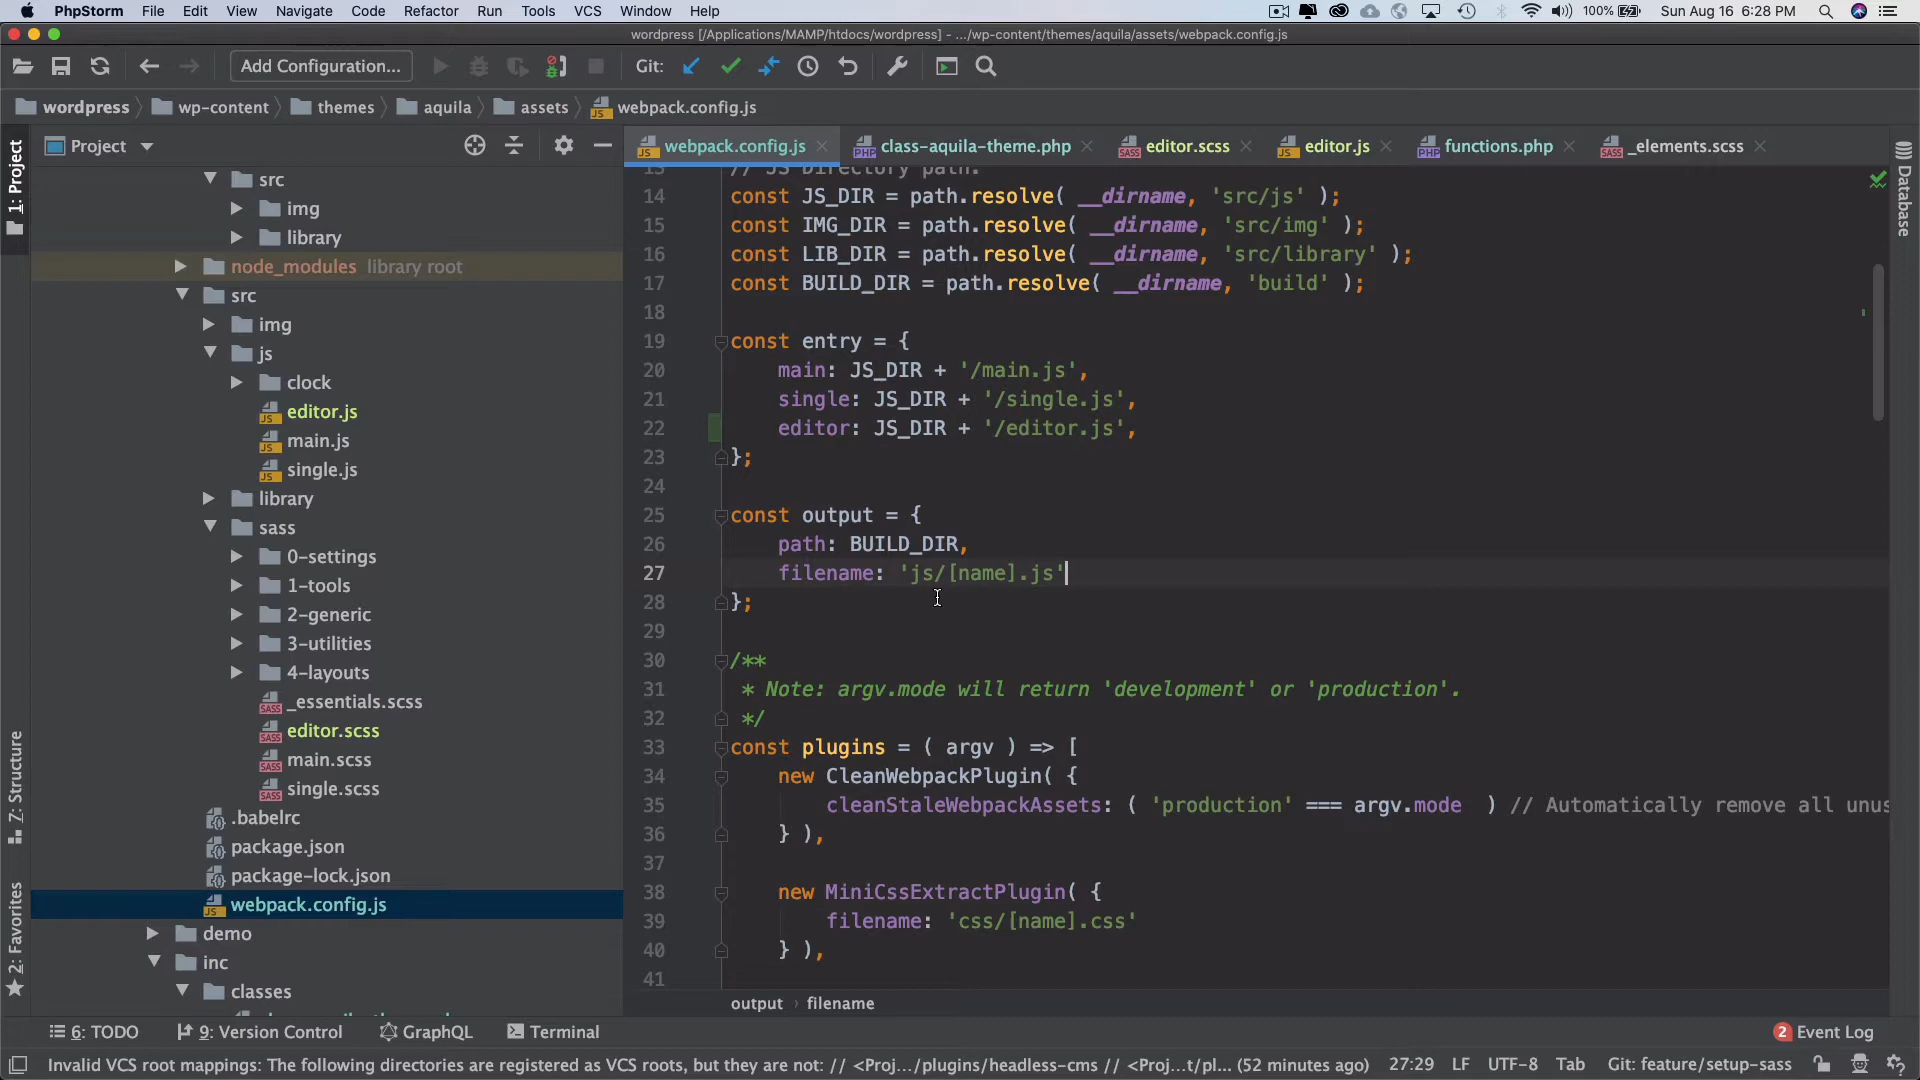 PhpStorm File Edit View Navigate Code Refactor Run Tools VCS Window Help 100% Sun Aug 16 6:28 PM
wordpress [/Applications/MAMP/htdocs/wordpress] - .../wp-content/themes/aquila/assets/webpack.config.js
Add Configuration... Git:
wordpress wp-content themes aquila assets webpack.config.js
Project
webpack.config.js class-aquila-theme.php editor.scss editor.js functions.php _elements.scss
1: Project
Z: Structure
2: Favorites
Database
src
img
library
node_modules library root
src
img
js
clock
editor.js
main.js
single.js
library
sass
0-settings
1-tools
2-generic
3-utilities
4-layouts
_essentials.scss
editor.scss
main.scss
single.scss
.babelrc
package.json
package-lock.json
webpack.config.js
demo
inc
classes
13 // JS Directory path.
14 const JS_DIR = path.resolve( __dirname, 'src/js' );
15 const IMG_DIR = path.resolve( __dirname, 'src/img' );
16 const LIB_DIR = path.resolve( __dirname, 'src/library' );
17 const BUILD_DIR = path.resolve( __dirname, 'build' );
18
19 const entry = {
20 main: JS_DIR + '/main.js',
21 single: JS_DIR + '/single.js',
22 editor: JS_DIR + '/editor.js',
23 };
24
25 const output = {
26 path: BUILD_DIR,
27 filename: 'js/[name].js'
28 };
29
30 /**
31 * Note: argv.mode will return 'development' or 'production'.
32 */
33 const plugins = ( argv ) => [
34 new CleanWebpackPlugin( {
35 cleanStaleWebpackAssets: ( 'production' === argv.mode ) // Automatically remove all unus
36 } ),
37
38 new MiniCssExtractPlugin( {
39 filename: 'css/[name].css'
40 } ),
41
output › filename
6: TODO 9: Version Control GraphQL Terminal 2 Event Log
Invalid VCS root mappings: The following directories are registered as VCS roots, but they are not: // <Proj.../plugins/headless-cms // <Proj...t/pl... (52 minutes ago) 27:29 LF UTF-8 Tab Git: feature/setup-sass